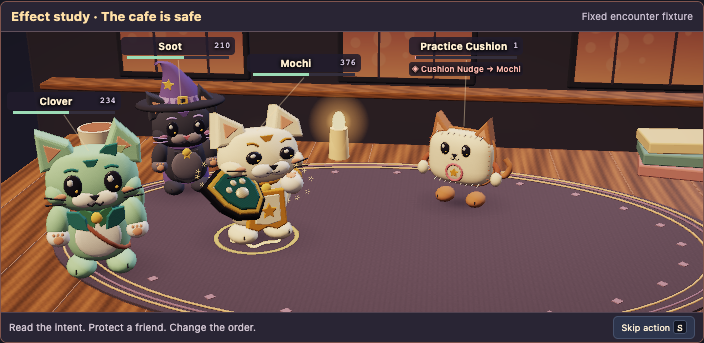 Effect study · The cafe is safe
Fixed encounter fixture
Soot 210
Mochi 376
Practice Cushion 1
Cushion Nudge → Mochi
Clover 234
Read the intent. Protect a friend. Change the order.
Skip action S